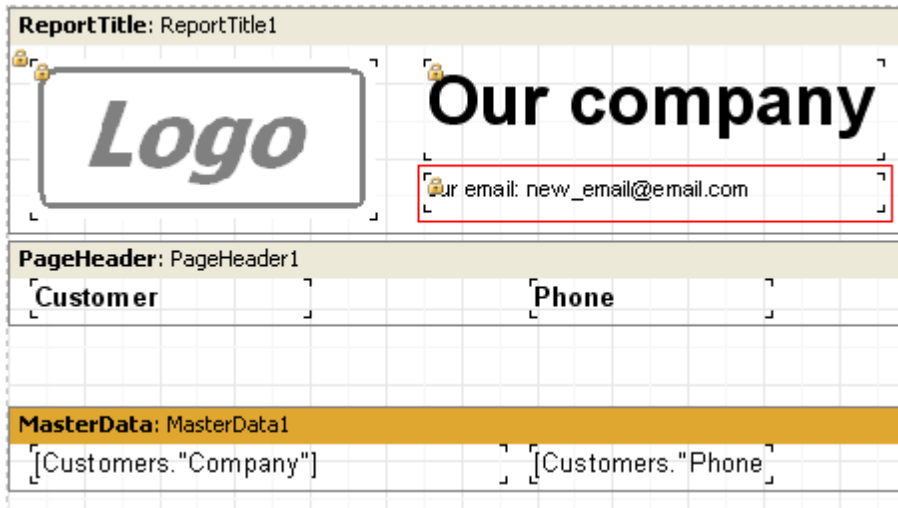 ReportTitle: ReportTitle1
Logo
Our company
ur email: new_email@email.com
PageHeader: PageHeader1
Customer Phone
MasterData: MasterData1
[Customers."Company"] [Customers."Phone